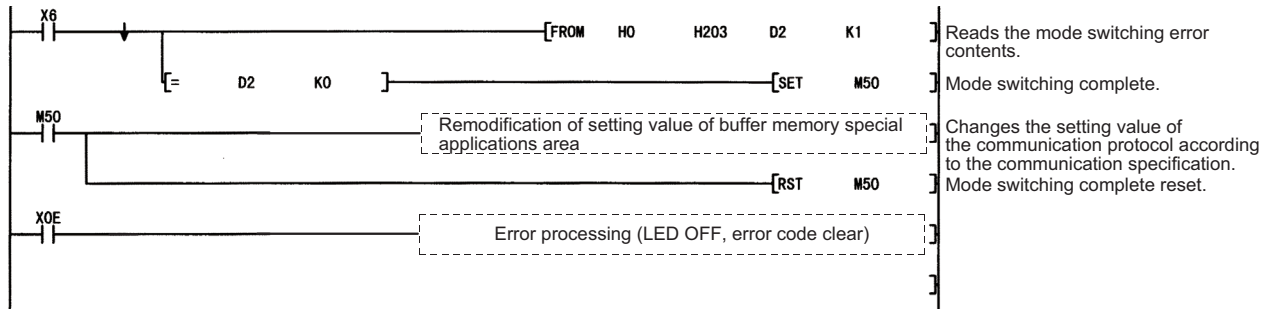 X6
[FROM H0 H203 D2 K1 ]
Reads the mode switching error
contents.
[= D2 K0 ]
[SET M50 ]
Mode switching complete.
M50
Remodification of setting value of buffer memory special
applications area
]
Changes the setting value of
the communication protocol according
to the communication specification.
[RST M50 ]
Mode switching complete reset.
X0E
Error processing (LED OFF, error code clear)
]
]